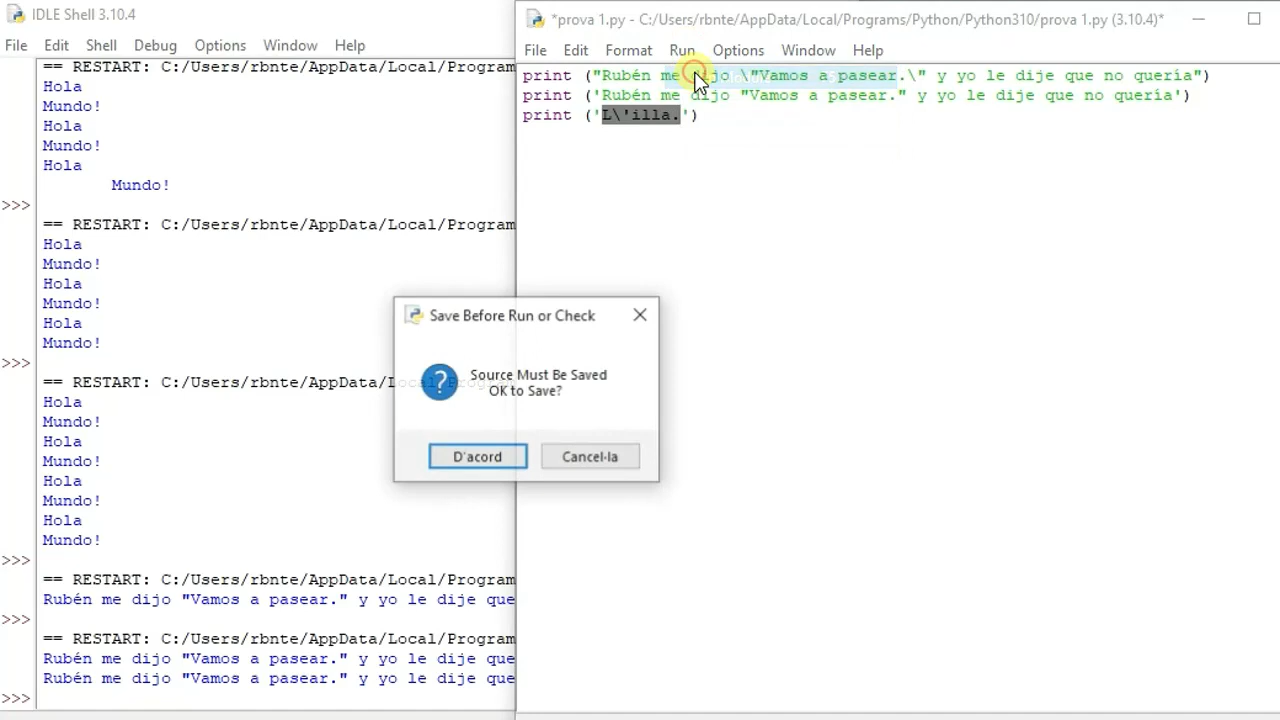 IDLE Shell 3.10.4
File Edit Shell Debug Options Window Help
== RESTART: C:/Users/rbnte/AppData/Local/Program
Hola
Mundo!
Hola
Mundo!
Hola
Mundo!
>>>
== RESTART: C:/Users/rbnte/AppData/Local/Program
Hola
Mundo!
Hola
Mundo!
Hola
Mundo!
>>>
== RESTART: C:/Users/rbnte/AppData/Local/Program
Hola
Mundo!
Hola
Mundo!
Hola
Mundo!
Hola
Mundo!
>>>
== RESTART: C:/Users/rbnte/AppData/Local/Program
Rubén me dijo "Vamos a pasear." y yo le dije que
>>>
== RESTART: C:/Users/rbnte/AppData/Local/Program
Rubén me dijo "Vamos a pasear." y yo le dije que
Rubén me dijo "Vamos a pasear." y yo le dije que
>>>
*prova 1.py - C:/Users/rbnte/AppData/Local/Programs/Python/Python310/prova 1.py (3.10.4)*
File Edit Format Run Options Window Help
print ("Rubén me dijo \"Vamos a pasear.\" y yo le dije que no quería")
print ('Rubén me dijo "Vamos a pasear." y yo le dije que no quería')
print ('L\'illa.')
Save Before Run or Check
Source Must Be Saved
OK to Save?
D'acord
Cancel·la